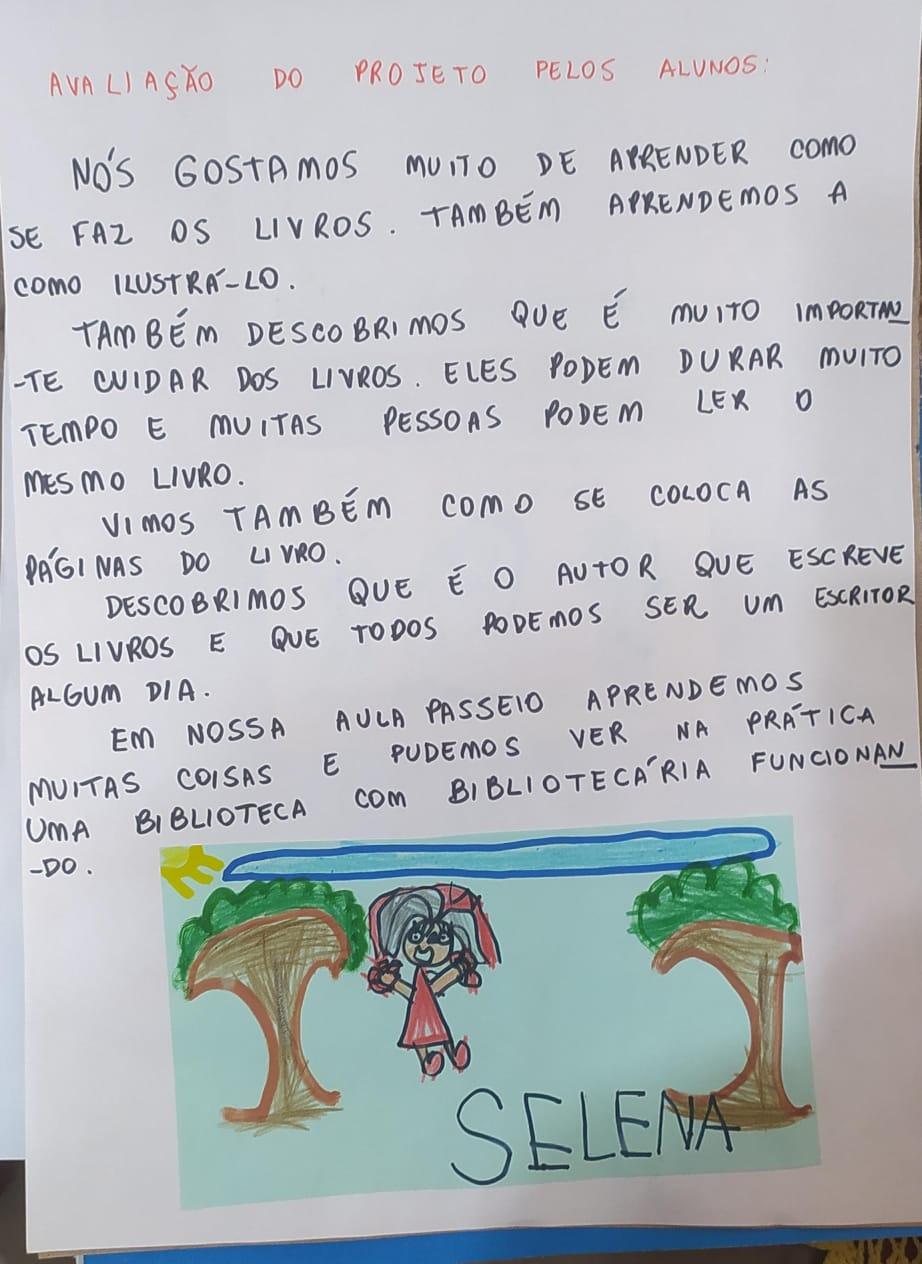 AVALIAÇÃO DO PROJETO PELOS ALUNOS:
NÓS GOSTAMOS MUITO DE APRENDER COMO
SE FAZ OS LIVROS. TAMBÉM APRENDEMOS A
COMO ILUSTRÁ-LO.
TAMBÉM DESCOBRIMOS QUE É MUITO IMPORTAN
-TE CUIDAR DOS LIVROS. ELES PODEM DURAR MUITO
TEMPO E MUITAS PESSOAS PODEM LER O
MESMO LIVRO.
VIMOS TAMBÉM COMO SE COLOCA AS
PÁGINAS DO LIVRO.
DESCOBRIMOS QUE É O AUTOR QUE ESCREVE
OS LIVROS E QUE TODOS PODEMOS SER UM ESCRITOR
ALGUM DIA.
EM NOSSA AULA PASSEIO APRENDEMOS
MUITAS COISAS E PUDEMOS VER NA PRÁTICA
UMA BIBLIOTECA COM BIBLIOTECÁRIA FUNCIONAN
-DO.
SELENA